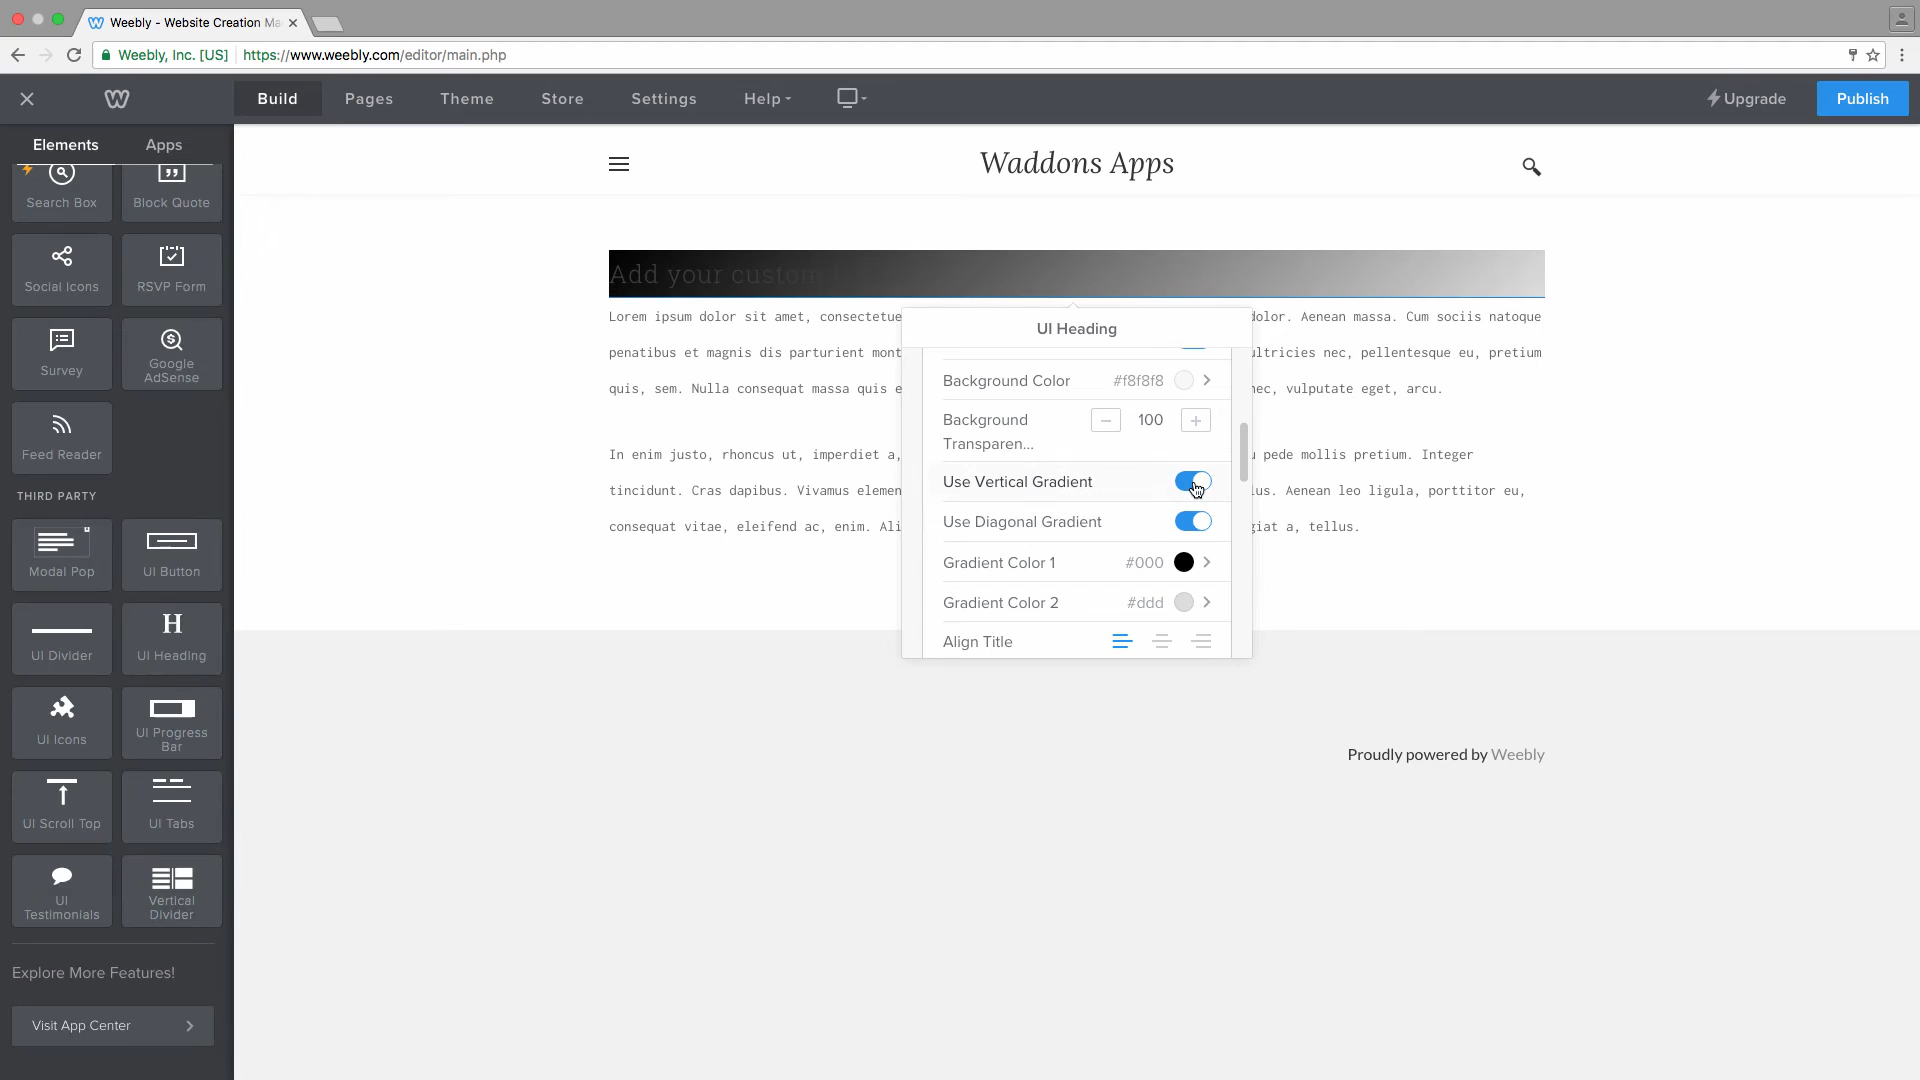 Weebly - Website Creation Ma
Weebly, Inc. [US]
https://www.weebly.com/editor/main.php
Build
Pages
Theme
Store
Settings
Help
Upgrade
Publish
Elements
Apps
Search Box
Block Quote
Social Icons
RSVP Form
Survey
Google
AdSense
Feed Reader
THIRD PARTY
Modal Pop
UI Button
UI Divider
H
UI Heading
UI Icons
UI Progress
Bar
UI Scroll Top
UI Tabs
UI
Testimonials
Vertical
Divider
Explore More Features!
Visit App Center
Waddons Apps
Add your custom
Lorem ipsum dolor sit amet, consectetue
dolor. Aenean massa. Cum sociis natoque
penatibus et magnis dis parturient mont
ultricies nec, pellentesque eu, pretium
quis, sem. Nulla consequat massa quis e
nec, vulputate eget, arcu.
In enim justo, rhoncus ut, imperdiet a,
u pede mollis pretium. Integer
tincidunt. Cras dapibus. Vivamus elemen
lus. Aenean leo ligula, porttitor eu,
consequat vitae, eleifend ac, enim. Ali
giat a, tellus.
UI Heading
Background Color #f8f8f8
Background
Transparen...
100
Use Vertical Gradient
Use Diagonal Gradient
Gradient Color 1 #000
Gradient Color 2 #ddd
Align Title
Proudly powered by Weebly